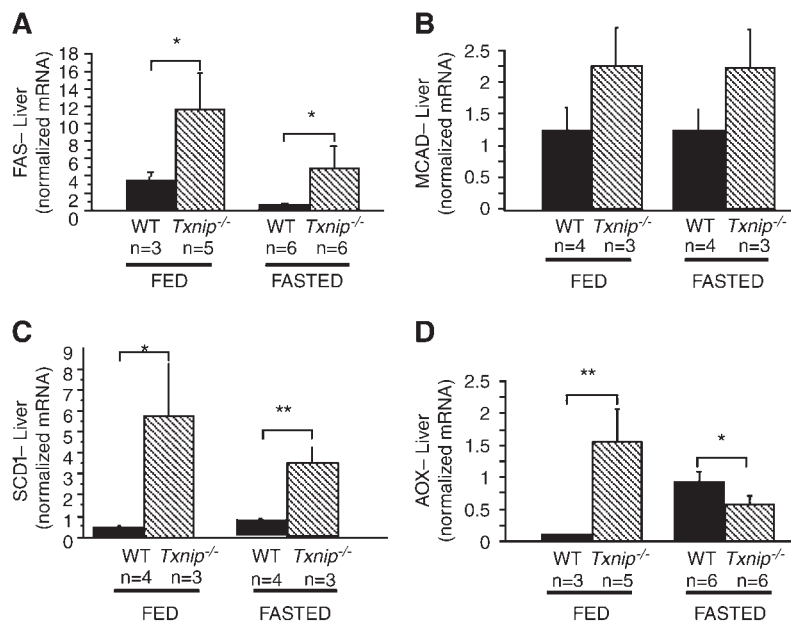 A
FAS– Liver
(normalized mRNA)
18
16
14
12
10
8
6
4
2
0
*
*
WT Txnip-/- WT Txnip-/-
n=3 n=5 n=6 n=6
FED FASTED
B
MCAD– Liver
(normalized mRNA)
2.5
2
1.5
1
0.5
0
WT Txnip-/- WT Txnip-/-
n=4 n=3 n=4 n=3
FED FASTED
C
SCD1– Liver
(normalized mRNA)
9
8
7
6
5
4
3
2
1
0
*
**
WT Txnip-/- WT Txnip-/-
n=4 n=3 n=4 n=3
FED FASTED
D
AOX– Liver
(normalized mRNA)
2.5
2
1.5
1
0.5
0
**
*
WT Txnip-/- WT Txnip-/-
n=3 n=5 n=6 n=6
FED FASTED